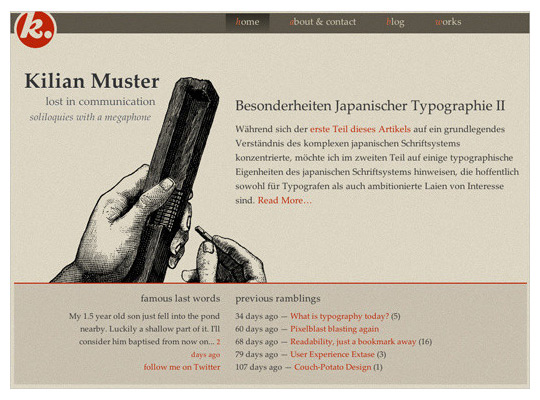 k.
home about & contact blog works
Kilian Muster
lost in communication
soliloquies with a megaphone
Besonderheiten Japanischer Typographie II
Während sich der erste Teil dieses Artikels auf ein grundlegendes
Verständnis des komplexen japanischen Schriftsystems
konzentrierte, möchte ich im zweiten Teil auf einige typographische
Eigenheiten des japanischen Schriftsystems hinweisen, die hoffentlich
sowohl für Typografen als auch ambitionierte Laien von Interesse
sind. Read More…
famous last words
My 1.5 year old son just fell into the pond
nearby. Luckily a shallow part of it. I'll
consider him baptised from now on... 2
days ago
follow me on Twitter
previous ramblings
34 days ago — What is typography today? (5)
60 days ago — Pixelblast blasting again
68 days ago — Readability, just a bookmark away (16)
79 days ago — User Experience Extase (3)
107 days ago — Couch-Potato Design (1)